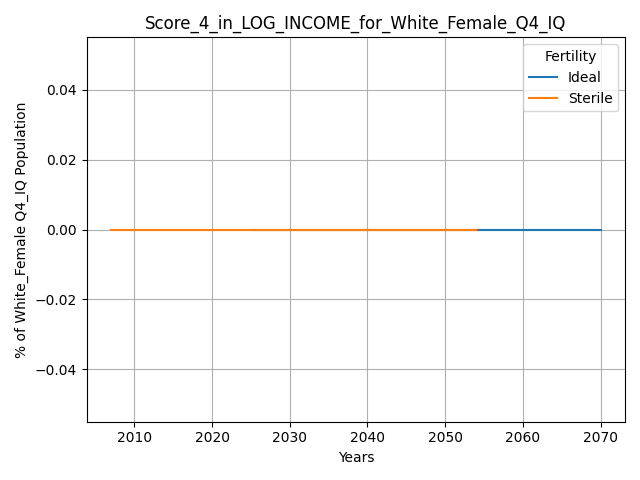 Score_4_in_LOG_INCOME_for_White_Female_Q4_IQ
Fertility
Ideal
Sterile
0.04
0.02
0.00
−0.02
−0.04
% of White_Female Q4_IQ Population
2010 2020 2030 2040 2050 2060 2070
Years